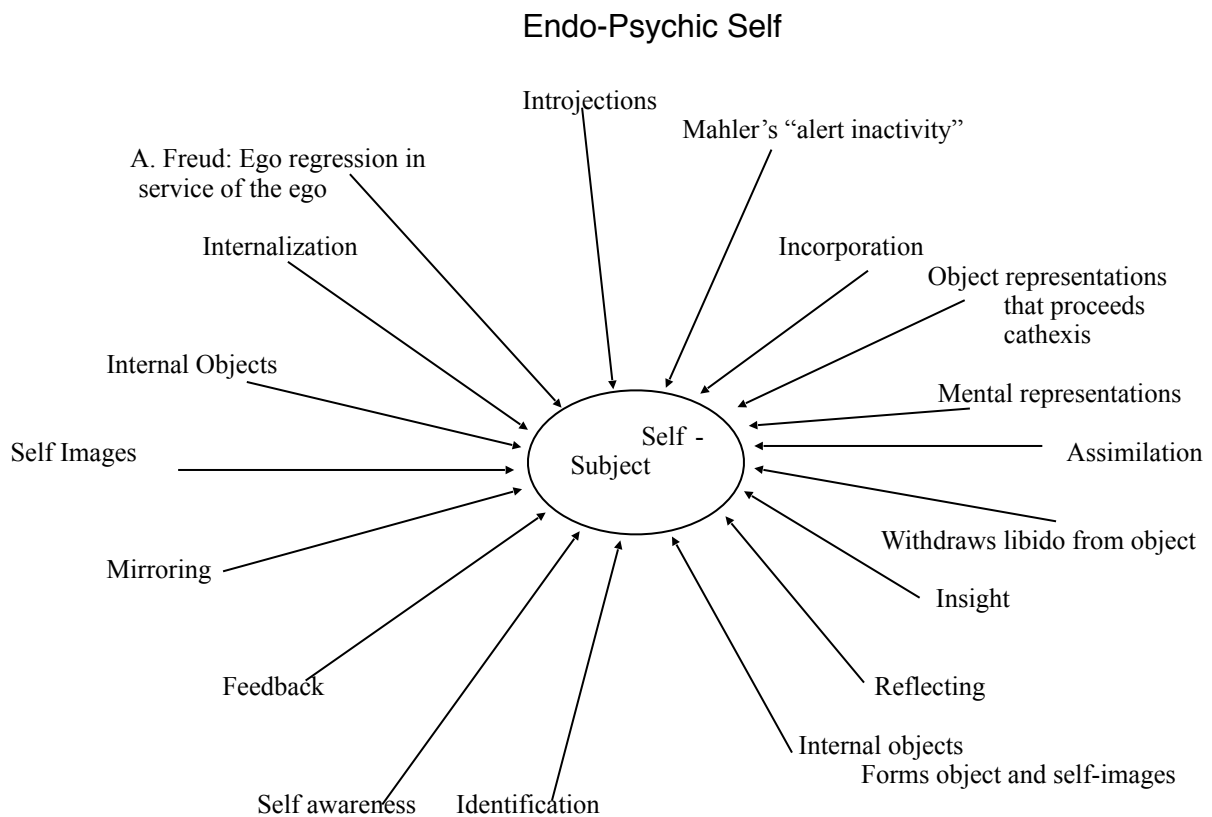 Endo-Psychic Self
Introjections
Mahler’s “alert inactivity”
A. Freud: Ego regression in
service of the ego
Internalization
Incorporation
Object representations
that proceeds
cathexis
Internal Objects
Mental representations
Self -
Subject
Self Images
Assimilation
Withdraws libido from object
Mirroring
Insight
Feedback
Reflecting
Internal objects
Forms object and self-images
Self awareness
Identification